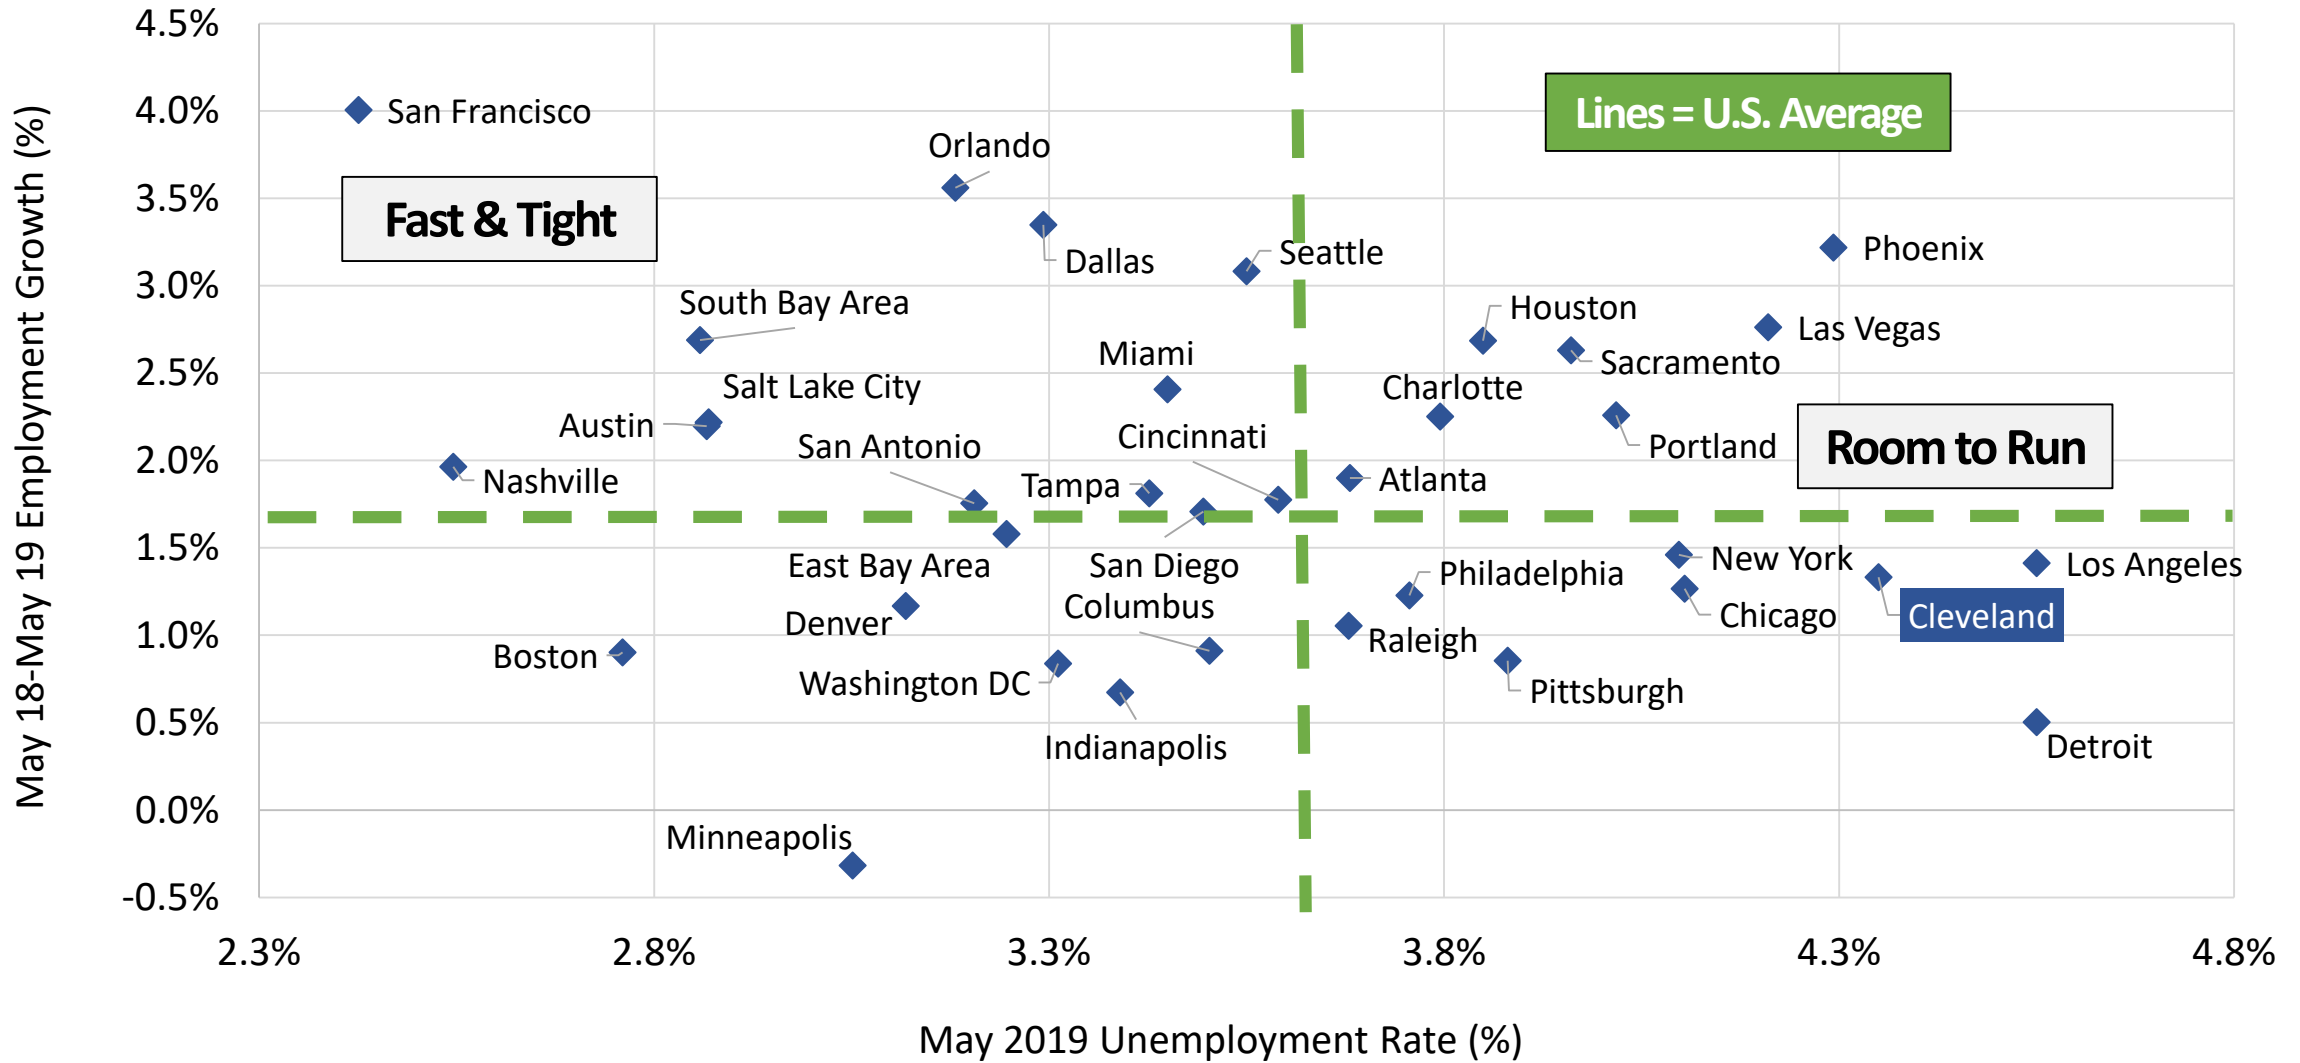 4.5%
4.0%
3.5%
3.0%
2.5%
2.0%
1.5%
1.0%
0.5%
0.0%
-0.5%
May 18-May 19 Employment Growth (%)
San Francisco
Lines = U.S. Average
Orlando
Fast & Tight
Dallas
Seattle
Phoenix
South Bay Area
Houston
Las Vegas
Miami
Sacramento
Salt Lake City
Charlotte
Austin
San Antonio
Cincinnati
Portland
Room to Run
Nashville
Tampa
Atlanta
East Bay Area
San Diego
Philadelphia
New York
Los Angeles
Denver
Columbus
Chicago
Cleveland
Boston
Raleigh
Washington DC
Pittsburgh
Indianapolis
Detroit
Minneapolis
2.3%
2.8%
3.3%
3.8%
4.3%
4.8%
May 2019 Unemployment Rate (%)